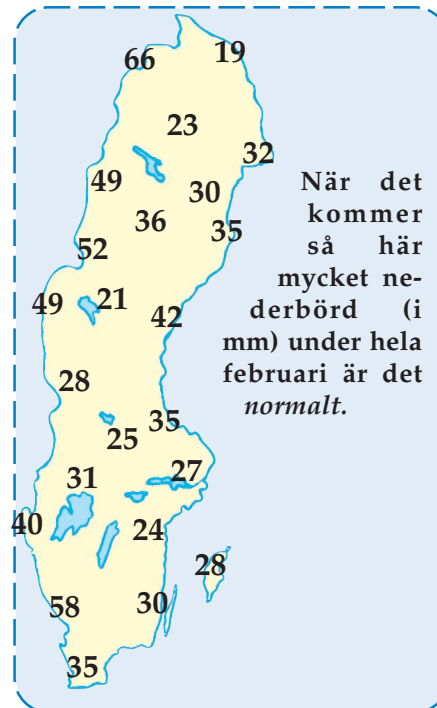 66
19
23
32
49
30
36
35
52
49
21
42
28
35
25
27
31
40
24
28
58
30
35
När det
kommer
så här
mycket ne-
derbörd (i
mm) under hela
februari är det
normalt.